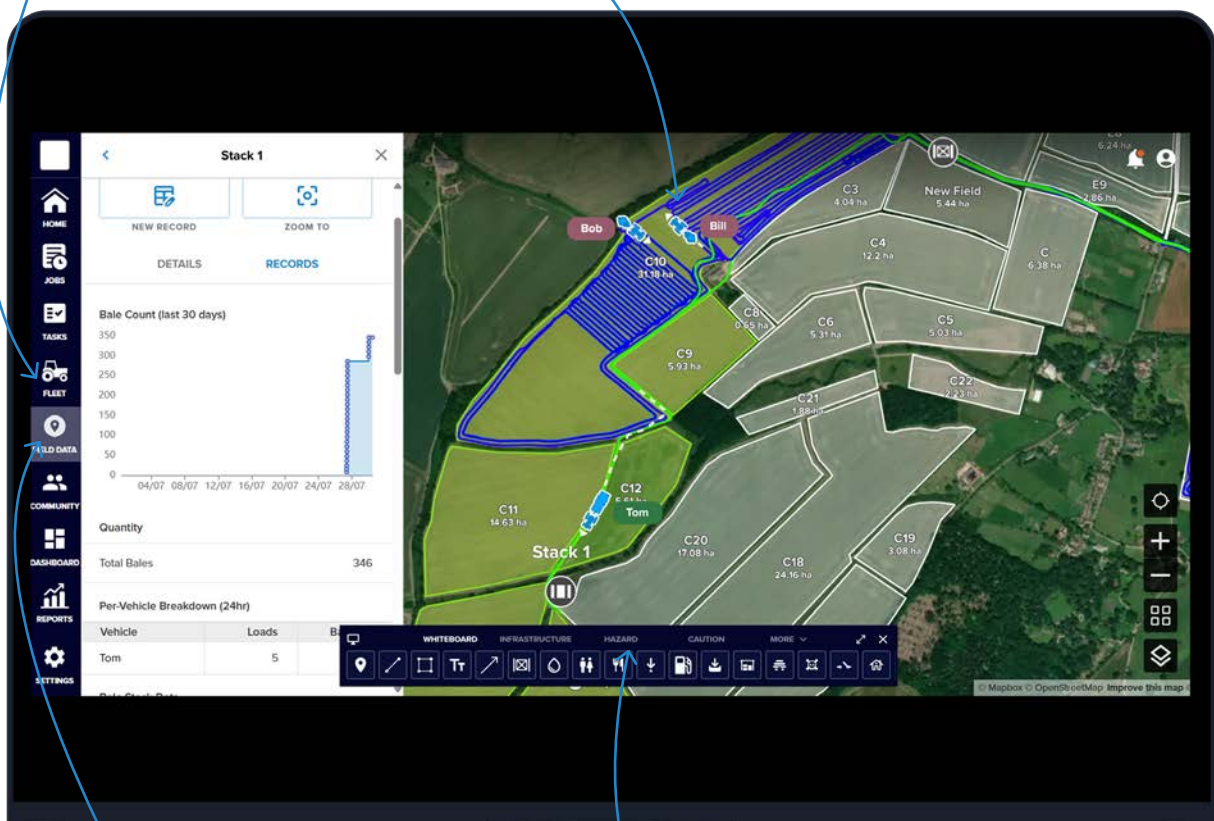 Stack 1
NEW RECORD
ZOOM TO
DETAILS
RECORDS
Bale Count (last 30 days)
350
300
250
200
150
100
50
0
04/07 08/07 12/07 16/07 20/07 24/07 28/07
Quantity
Total Bales 346
Per-Vehicle Breakdown (24hr)
Vehicle Loads
Tom 5
HOME
JOBS
TASKS
FLEET
FIELD DATA
COMMUNITY
DASHBOARD
REPORTS
SETTINGS
6.24 ha
E9
2.86 ha
C3
4.04 ha
New Field
5.44 ha
Bob
Bill
C10
31.18 ha
C4
12.2 ha
C
6.38 ha
C8
0.65 ha
C6
5.31 ha
C5
5.03 ha
C9
5.93 ha
C22
2.23 ha
C21
1.88 ha
C12
Tom
C11
14.63 ha
C20
17.08 ha
C19
3.08 ha
Stack 1
C18
24.16 ha
WHITEBOARD INFRASTRUCTURE HAZARD CAUTION MORE
TT
© Mapbox © OpenStreetMap Improve this map